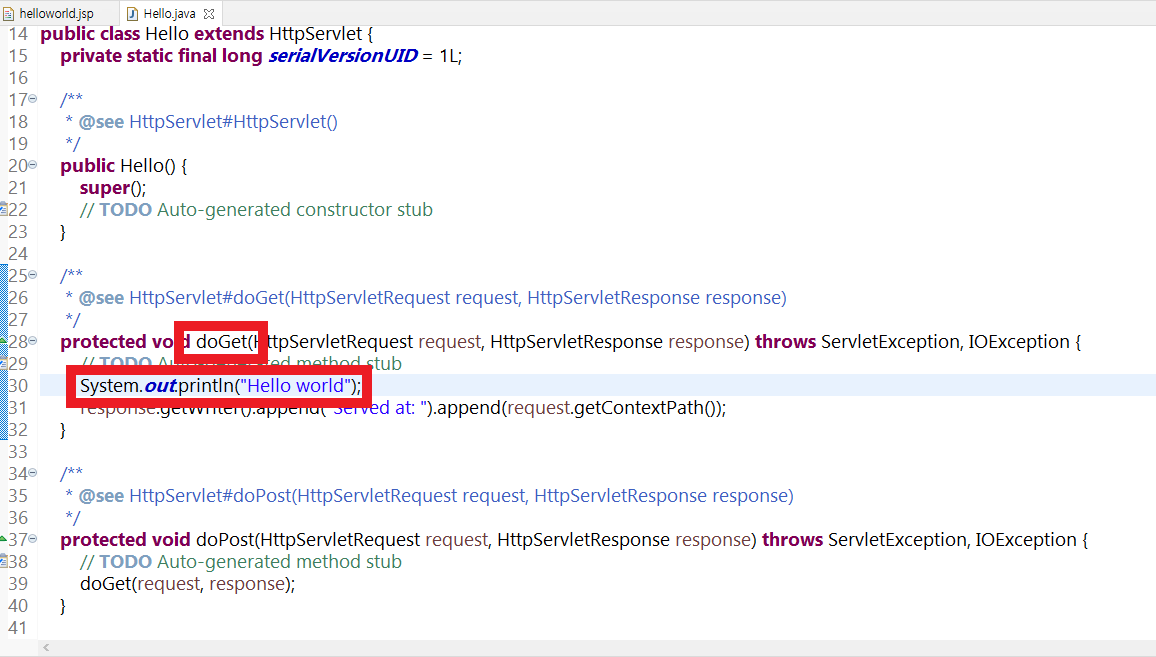 helloworld.jsp
Hello.java
14 public class Hello extends HttpServlet {
15 private static final long serialVersionUID = 1L;
16
17 /**
18 * @see HttpServlet#HttpServlet()
19 */
20 public Hello() {
21 super();
22 // TODO Auto-generated constructor stub
23 }
24
25 /**
26 * @see HttpServlet#doGet(HttpServletRequest request, HttpServletResponse response)
27 */
28 protected void doGet(HttpServletRequest request, HttpServletResponse response) throws ServletException, IOException {
29 // TODO Auto-generated method stub
30 System.out.println("Hello world");
31 response.getWriter().append("Served at: ").append(request.getContextPath());
32 }
33
34 /**
35 * @see HttpServlet#doPost(HttpServletRequest request, HttpServletResponse response)
36 */
37 protected void doPost(HttpServletRequest request, HttpServletResponse response) throws ServletException, IOException {
38 // TODO Auto-generated method stub
39 doGet(request, response);
40 }
41